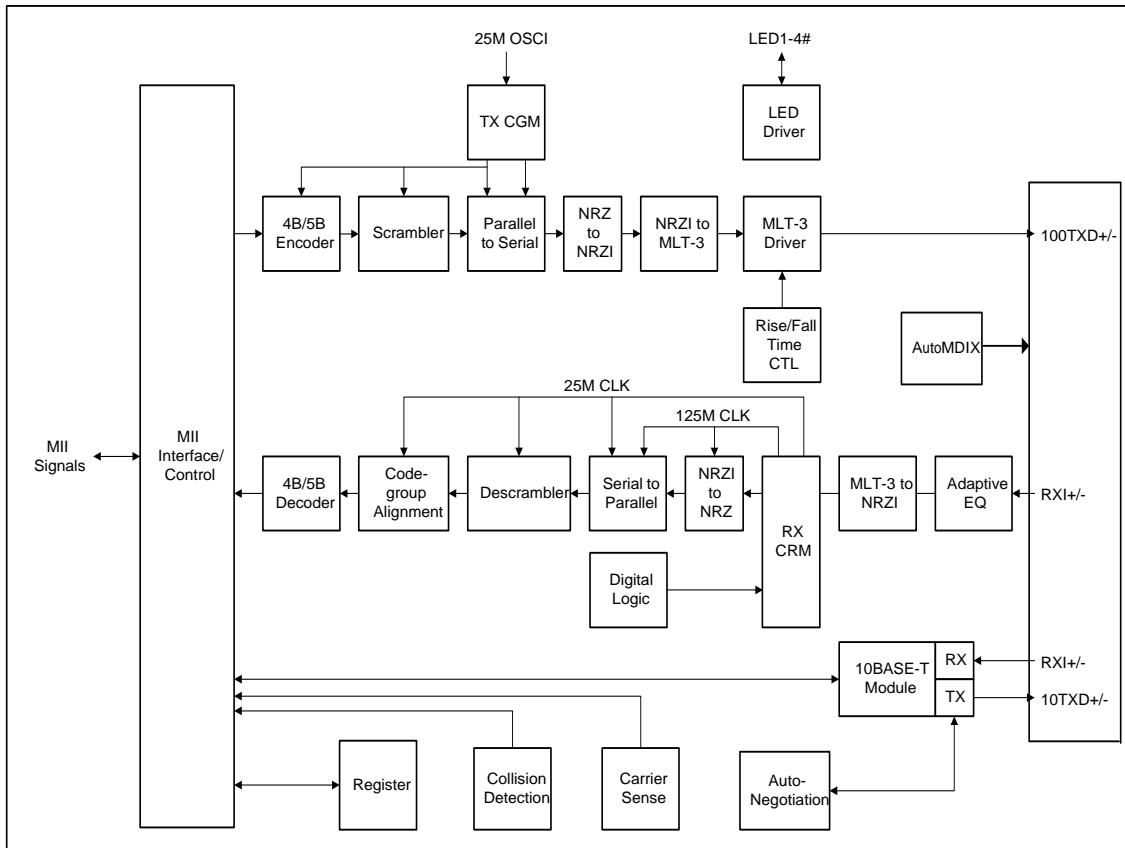 25M OSCI
LED1-4#
TX CGM
LED
Driver
4B/5B
Encoder
Scrambler
Parallel
to Serial
NRZ
to
NRZI
NRZI to
MLT-3
MLT-3
Driver
100TXD+/-
Rise/Fall
Time
CTL
AutoMDIX
25M CLK
125M CLK
MII
Signals
MII
Interface/
Control
4B/5B
Decoder
Code-
group
Alignment
Descrambler
Serial to
Parallel
NRZI
to
NRZ
RX
CRM
MLT-3 to
NRZI
Adaptive
EQ
RXI+/-
Digital
Logic
10BASE-T
Module
RX
TX
RXI+/-
10TXD+/-
Register
Collision
Detection
Carrier
Sense
Auto-
Negotiation